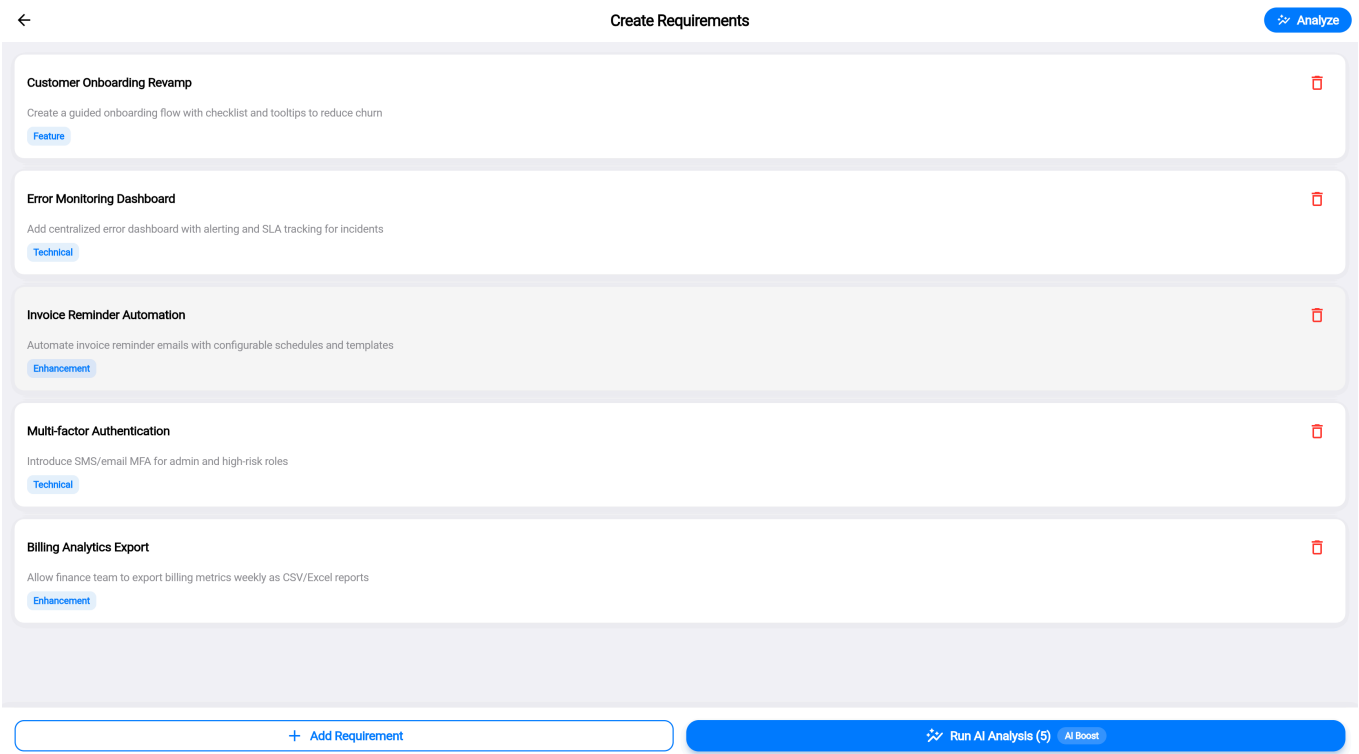 Create Requirements
Analyze
Customer Onboarding Revamp
Create a guided onboarding flow with checklist and tooltips to reduce churn
Feature
Error Monitoring Dashboard
Add centralized error dashboard with alerting and SLA tracking for incidents
Technical
Invoice Reminder Automation
Automate invoice reminder emails with configurable schedules and templates
Enhancement
Multi-factor Authentication
Introduce SMS/email MFA for admin and high-risk roles
Technical
Billing Analytics Export
Allow finance team to export billing metrics weekly as CSV/Excel reports
Enhancement
Add Requirement
Run AI Analysis (5) AI Boost